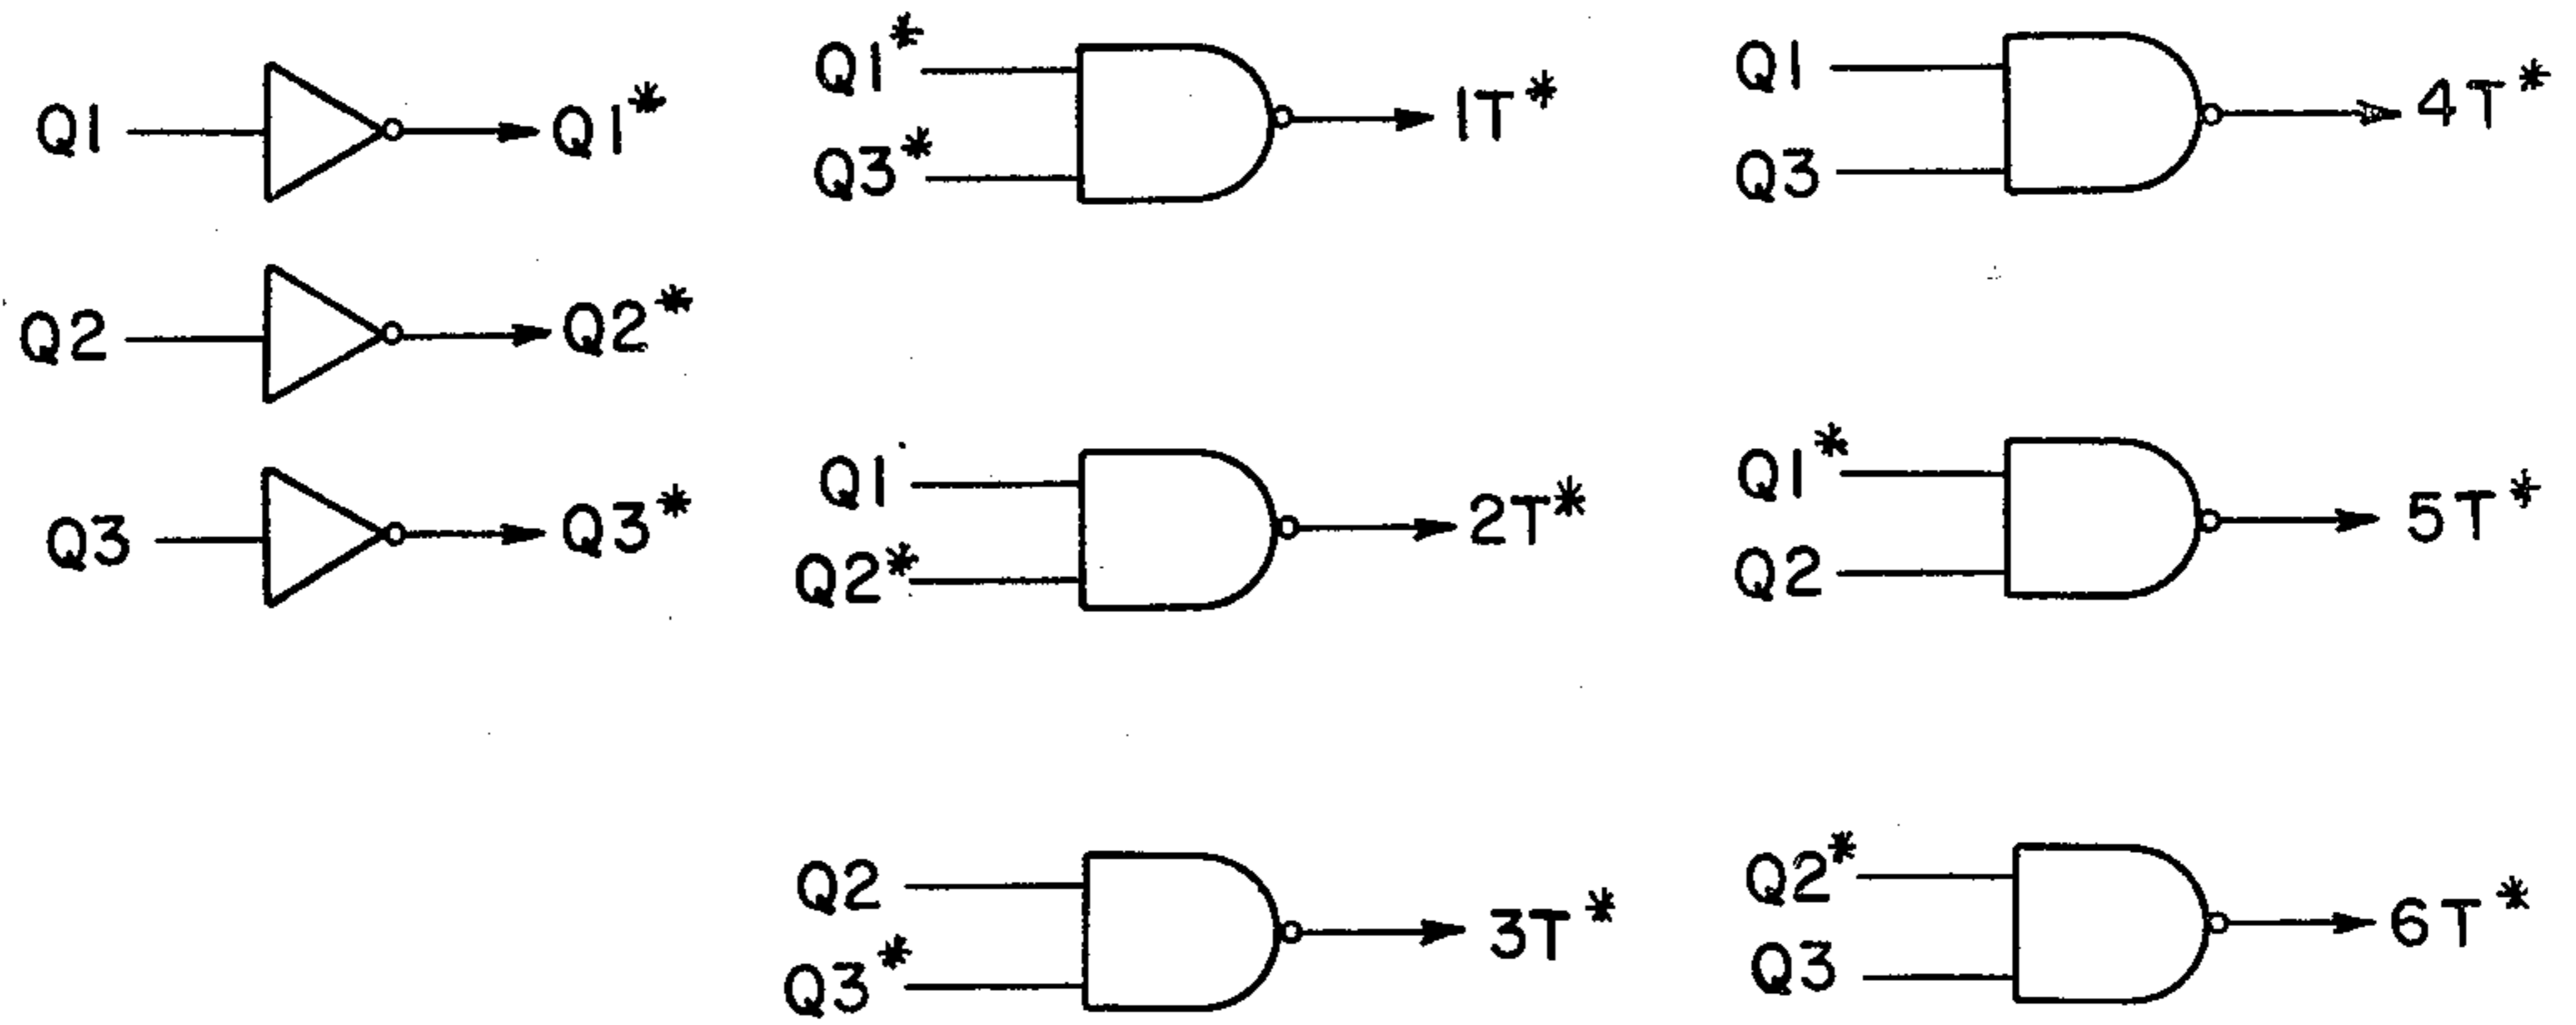 Q1 Q1*
Q2 Q2*
Q3 Q3*
Q1* 1T*
Q3*
Q1 2T*
Q2*
Q2 3T*
Q3*
Q1 4T*
Q3
Q1* 5T*
Q2
Q2* 6T*
Q3